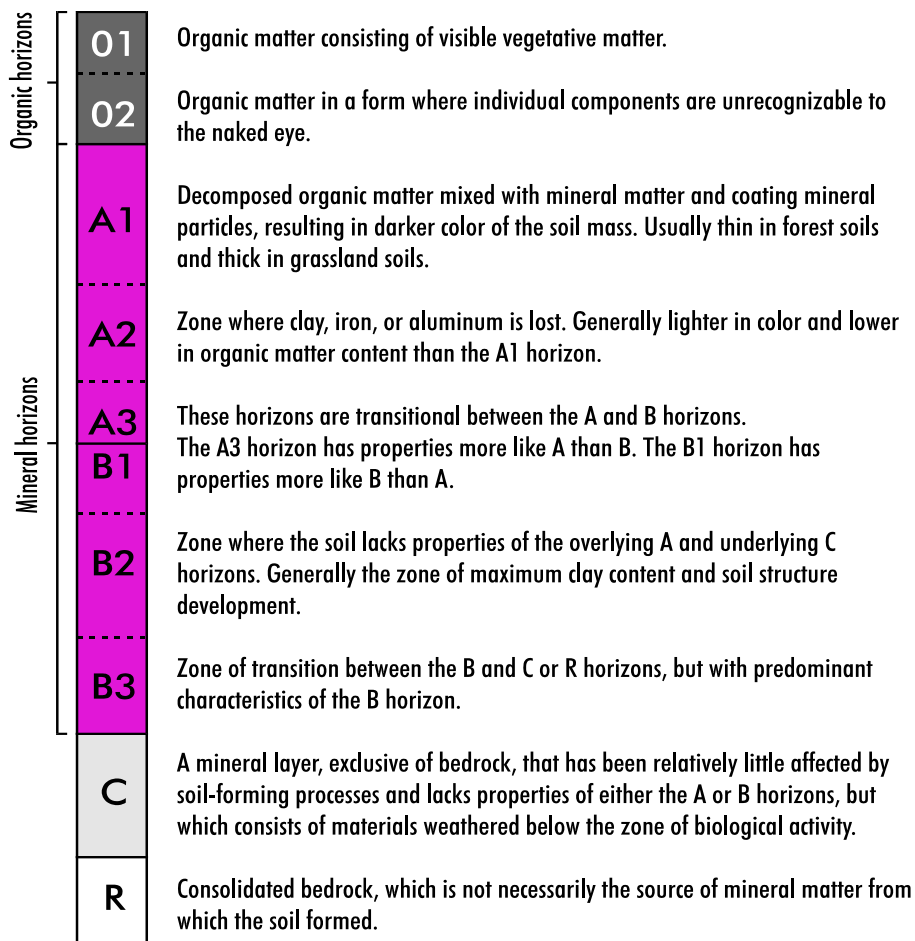 Organic horizons
01
Organic matter consisting of visible vegetative matter.
02
Organic matter in a form where individual components are unrecognizable to
the naked eye.
Mineral horizons
A1
Decomposed organic matter mixed with mineral matter and coating mineral
particles, resulting in darker color of the soil mass. Usually thin in forest soils
and thick in grassland soils.
A2
Zone where clay, iron, or aluminum is lost. Generally lighter in color and lower
in organic matter content than the A1 horizon.
A3
B1
These horizons are transitional between the A and B horizons.
The A3 horizon has properties more like A than B. The B1 horizon has
properties more like B than A.
B2
Zone where the soil lacks properties of the overlying A and underlying C
horizons. Generally the zone of maximum clay content and soil structure
development.
B3
Zone of transition between the B and C or R horizons, but with predominant
characteristics of the B horizon.
C
A mineral layer, exclusive of bedrock, that has been relatively little affected by
soil-forming processes and lacks properties of either the A or B horizons, but
which consists of materials weathered below the zone of biological activity.
R
Consolidated bedrock, which is not necessarily the source of mineral matter from
which the soil formed.